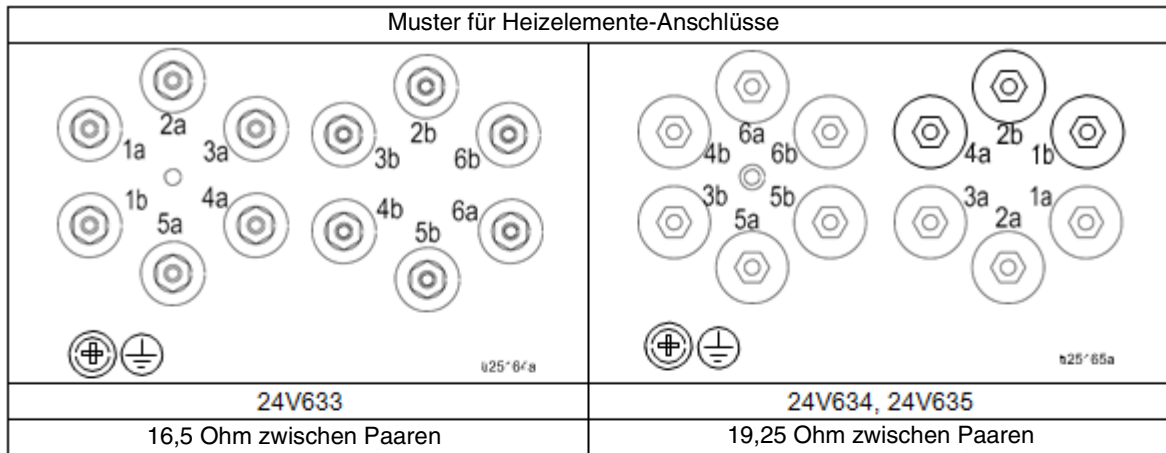 Muster für Heizelemente-Anschlüsse
2a
1a 3a
1b 4a
5a
2b
3b 6b
4b 6a
5b
6a
4b 6b
3b 5b
5a
2b
4a 1b
3a 1a
2a
24V633
24V634, 24V635
16,5 Ohm zwischen Paaren
19,25 Ohm zwischen Paaren